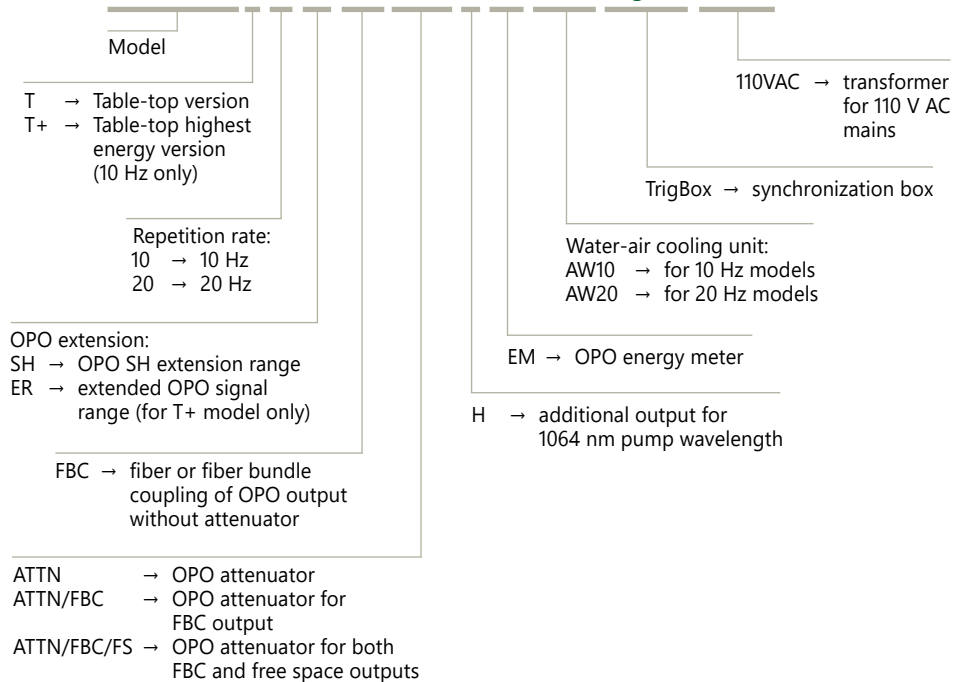 Model
T → Table-top version
T+ → Table-top highest
energy version
(10 Hz only)
Repetition rate:
10 → 10 Hz
20 → 20 Hz
OPO extension:
SH → OPO SH extension range
ER → extended OPO signal
range (for T+ model only)
FBC → fiber or fiber bundle
coupling of OPO output
without attenuator
ATTN → OPO attenuator
ATTN/FBC → OPO attenuator for
FBC output
ATTN/FBC/FS → OPO attenuator for both
FBC and free space outputs
110VAC → transformer
for 110 V AC
mains
TrigBox → synchronization box
Water-air cooling unit:
AW10 → for 10 Hz models
AW20 → for 20 Hz models
EM → OPO energy meter
H → additional output for
1064 nm pump wavelength